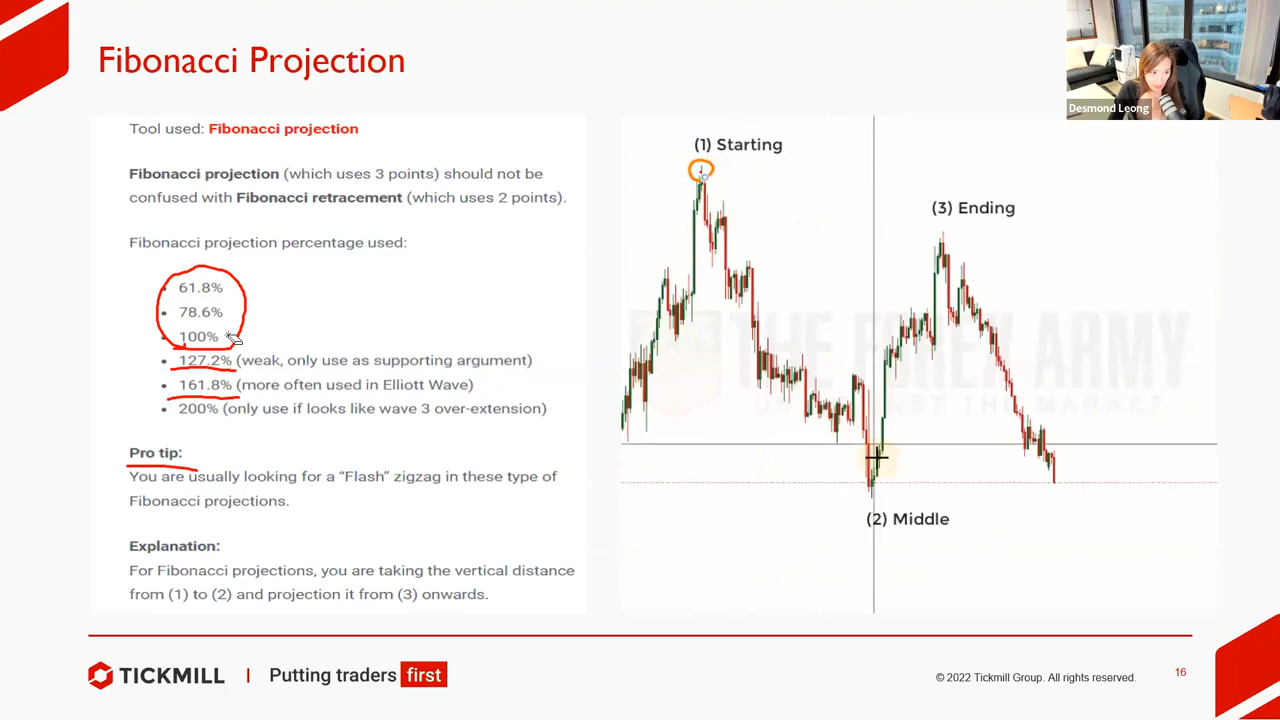 Fibonacci Projection
Desmond Leong
Tool used: Fibonacci projection
Fibonacci projection (which uses 3 points) should not be
confused with Fibonacci retracement (which uses 2 points).
Fibonacci projection percentage used:
• 61.8%
• 78.6%
• 100%
• 127.2% (weak, only use as supporting argument)
• 161.8% (more often used in Elliott Wave)
• 200% (only use if looks like wave 3 over-extension)
Pro tip:
You are usually looking for a “Flash” zigzag in these type of
Fibonacci projections.
Explanation:
For Fibonacci projections, you are taking the vertical distance
from (1) to (2) and projection it from (3) onwards.
(1) Starting
(3) Ending
THE FOREX ARMY
US AGAINST THE MARKET
(2) Middle
TICKMILL | Putting traders first
© 2022 Tickmill Group. All rights reserved.
16